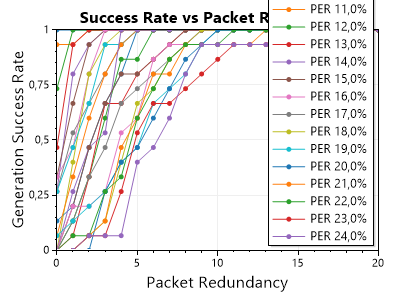 Success Rate vs Packet R
PER 11,0%
PER 12,0%
PER 13,0%
PER 14,0%
PER 15,0%
PER 16,0%
PER 17,0%
PER 18,0%
PER 19,0%
PER 20,0%
PER 21,0%
PER 22,0%
PER 23,0%
PER 24,0%
Generation Success Rate
1
0,75
0,5
0,25
0
0
5
10
15
20
Packet Redundancy